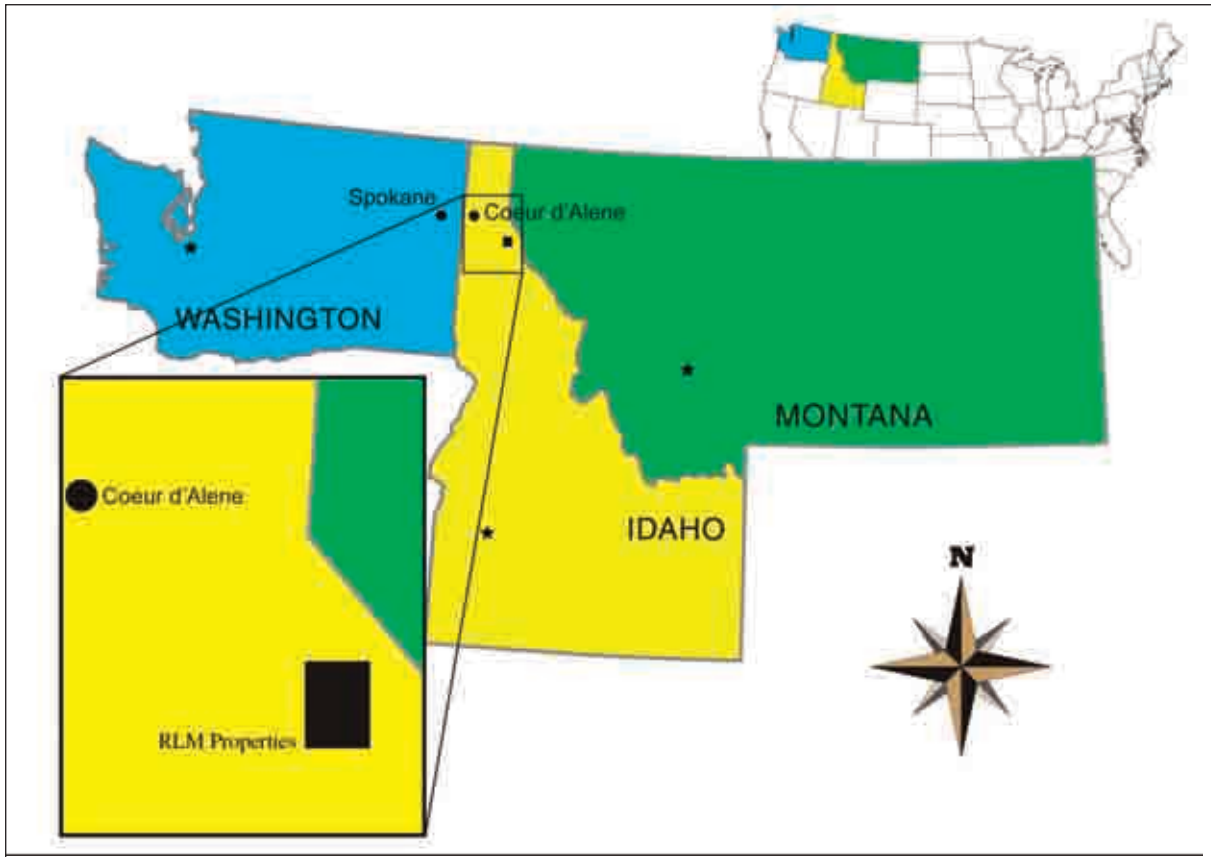 Spokane
Coeur d'Alene
WASHINGTON
MONTANA
Coeur d'Alene
IDAHO
N
RLM Properties